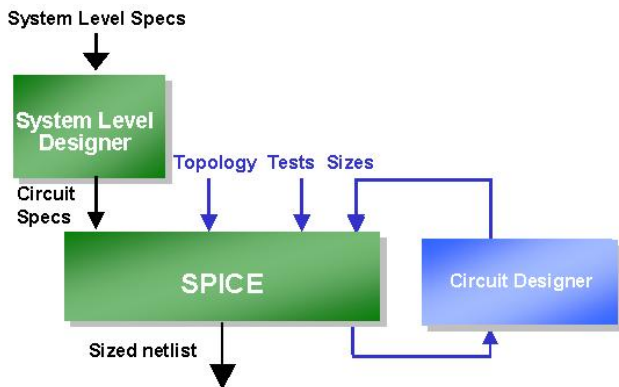 System Level Specs
System Level
Designer
Topology Tests Sizes
Circuit
Specs
SPICE
Circuit Designer
Sized netlist